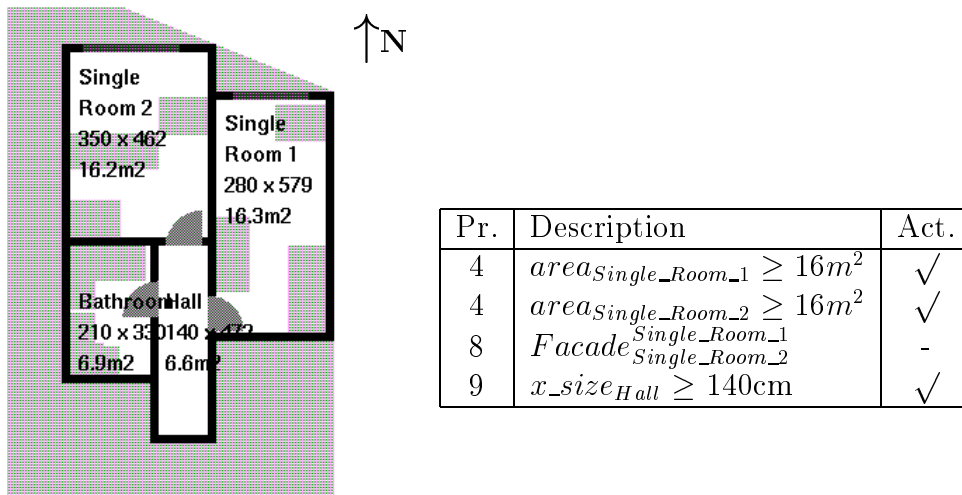 N
Single
Room 2
350 x 462
16.2m2
Single
Room 1
280 x 579
16.3m2
Bathroom
210 x 330
6.9m2
Hall
140 x 472
6.6m2
Pr. Description Act.
4 area_Single_Room_1 ≥ 16m² √
4 area_Single_Room_2 ≥ 16m² √
8 Facade^Single_Room_1_Single_Room_2 -
9 x_size_Hall ≥ 140cm √